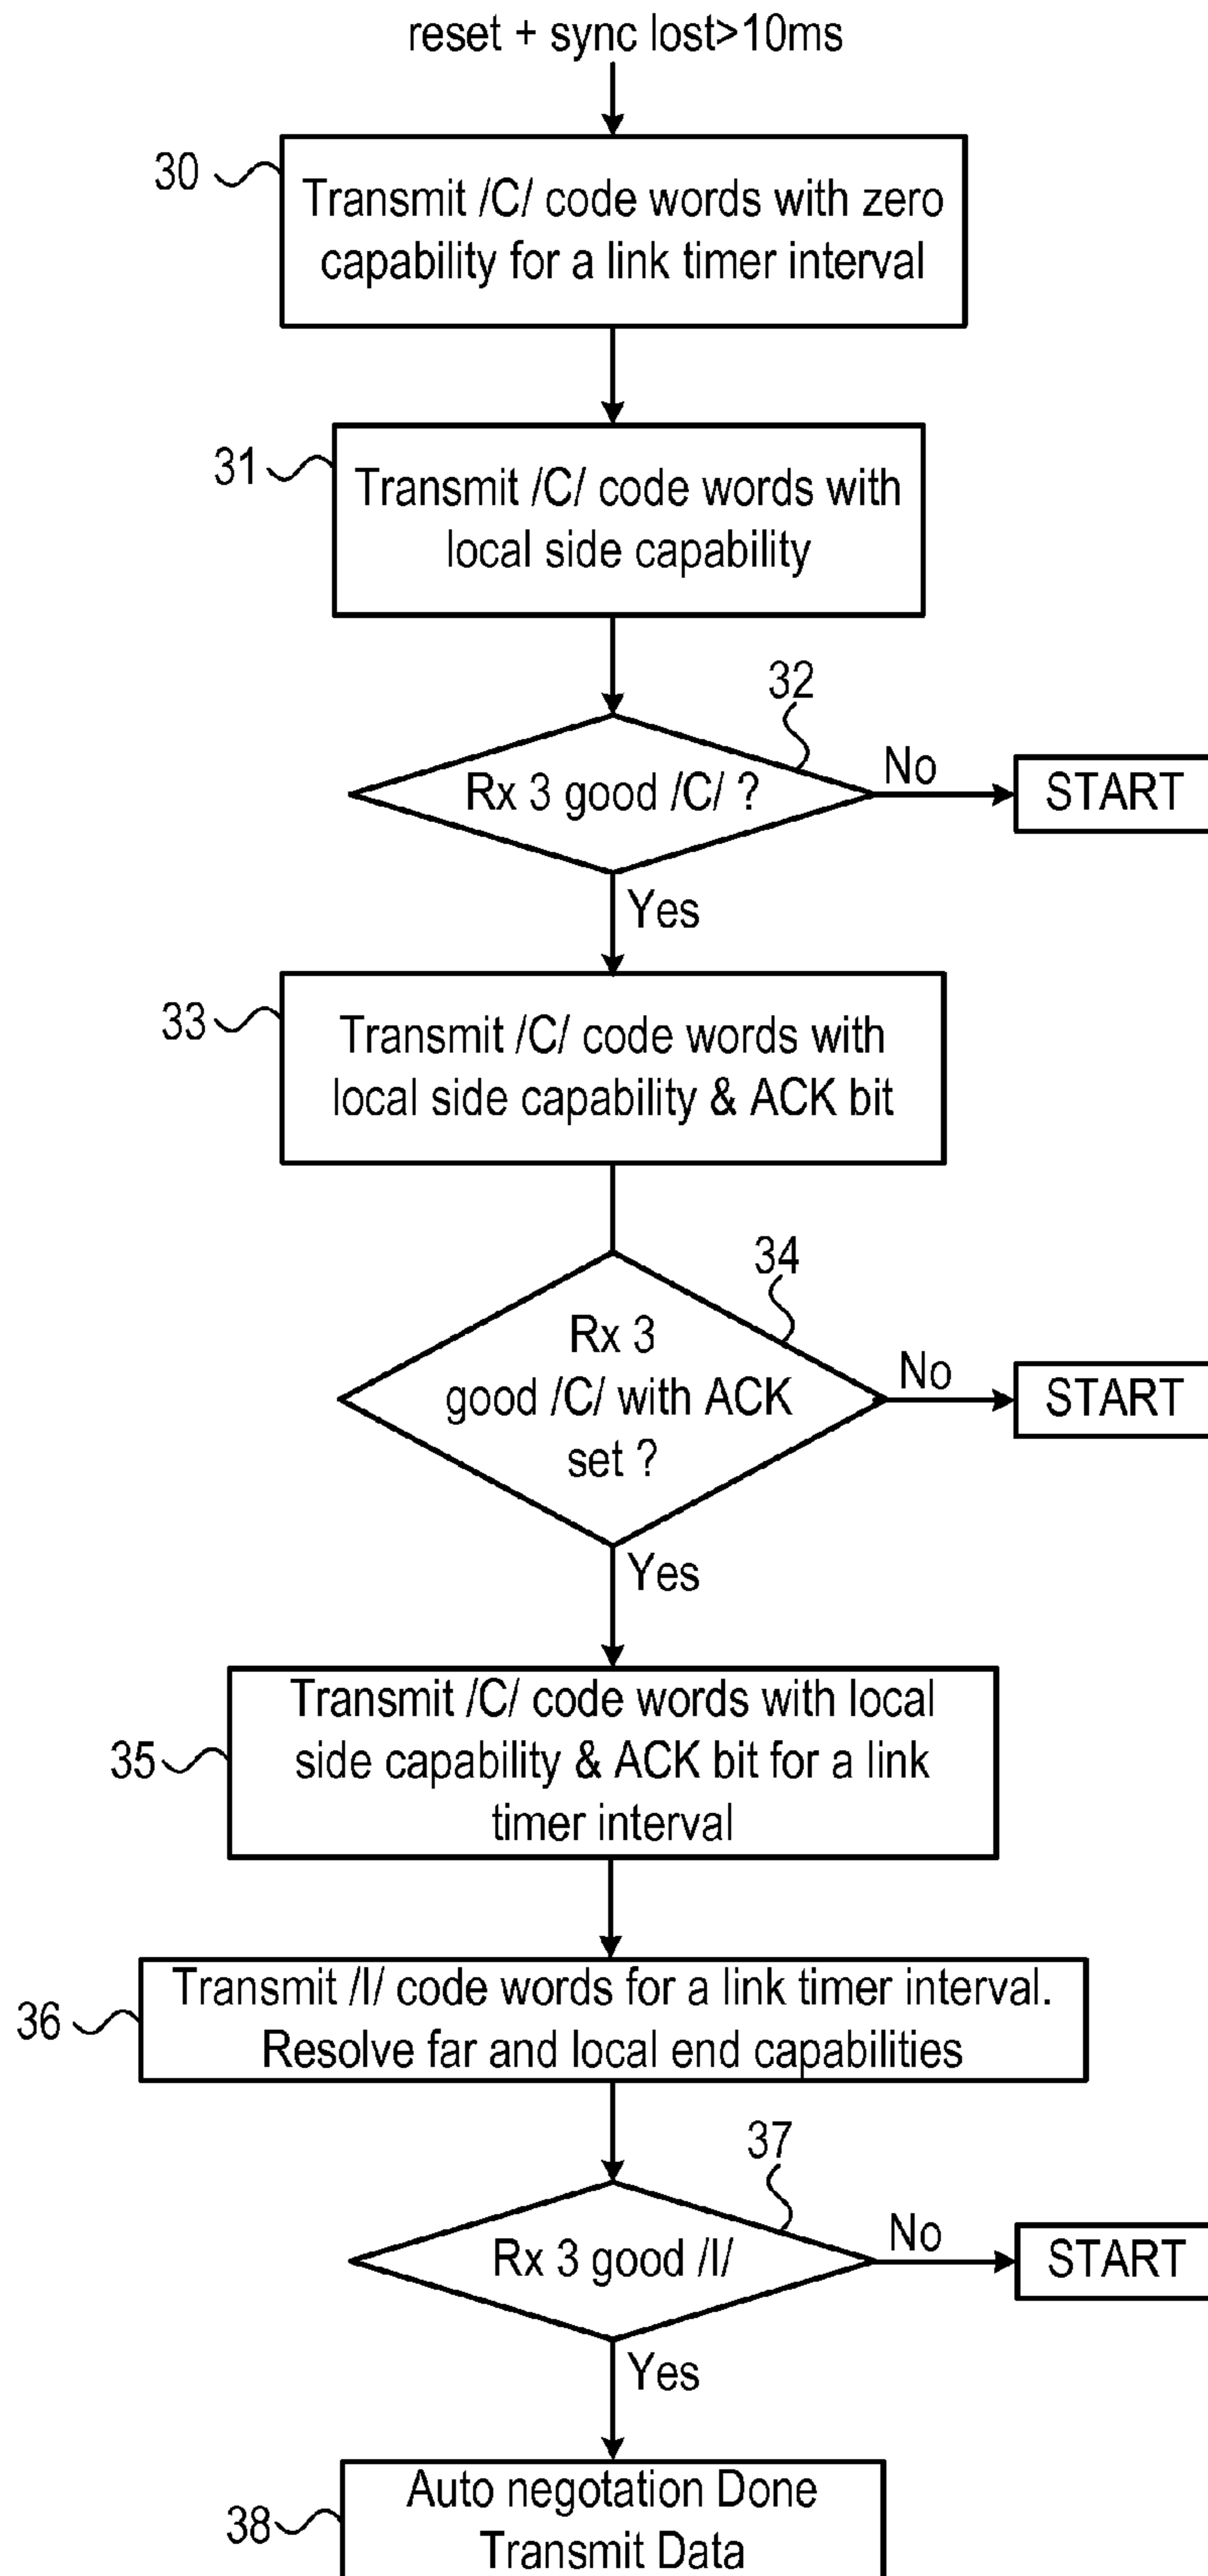 reset + sync lost>10ms
30
Transmit /C/ code words with zero
capability for a link timer interval
31
Transmit /C/ code words with
local side capability
32
Rx 3 good /C/ ?
No
START
Yes
33
Transmit /C/ code words with
local side capability & ACK bit
34
Rx 3
good /C/ with ACK
set ?
No
START
Yes
35
Transmit /C/ code words with local
side capability & ACK bit for a link
timer interval
36
Transmit /I/ code words for a link timer interval.
Resolve far and local end capabilities
37
Rx 3 good /I/
No
START
Yes
38
Auto negotation Done
Transmit Data